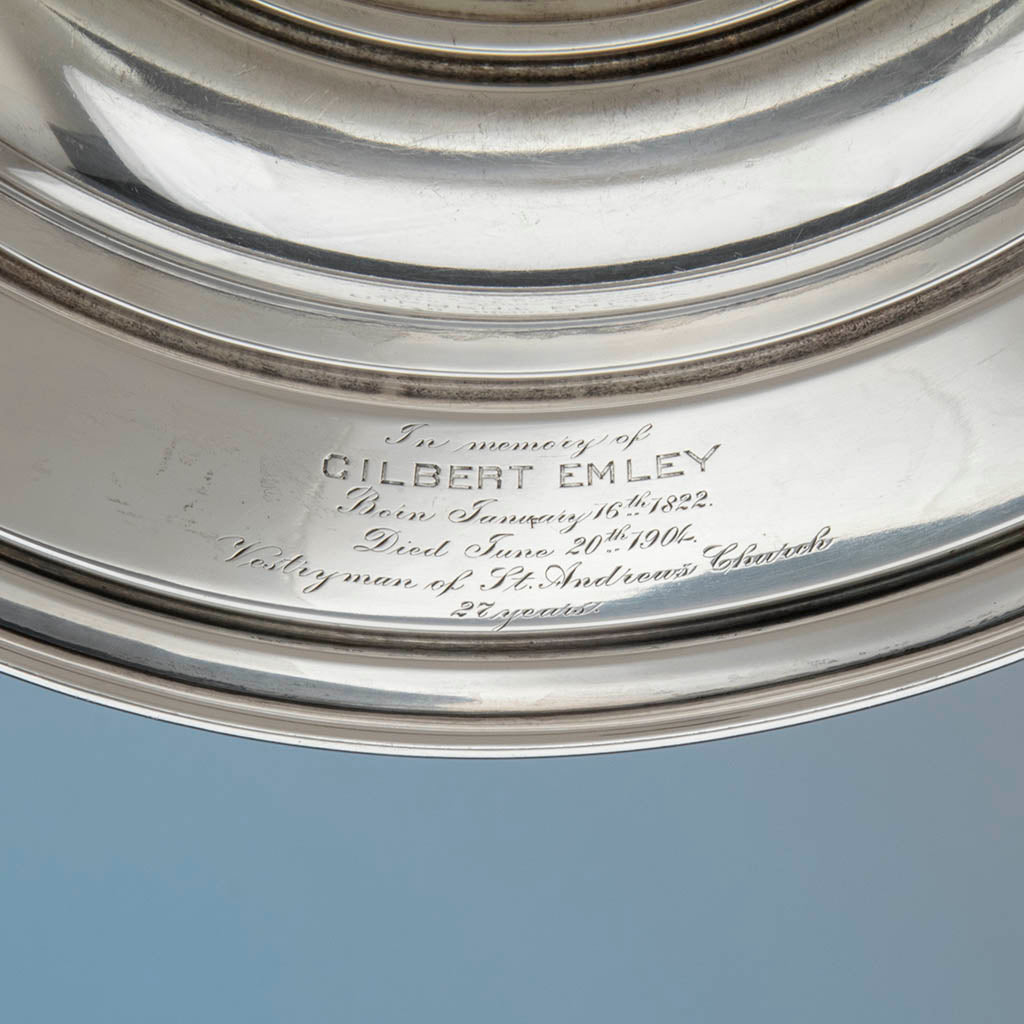 In memory of
GILBERT EMLEY
Born January 16th 1822.
Died June 20th 1904.
Vestryman of St. Andrew's Church
27 years.